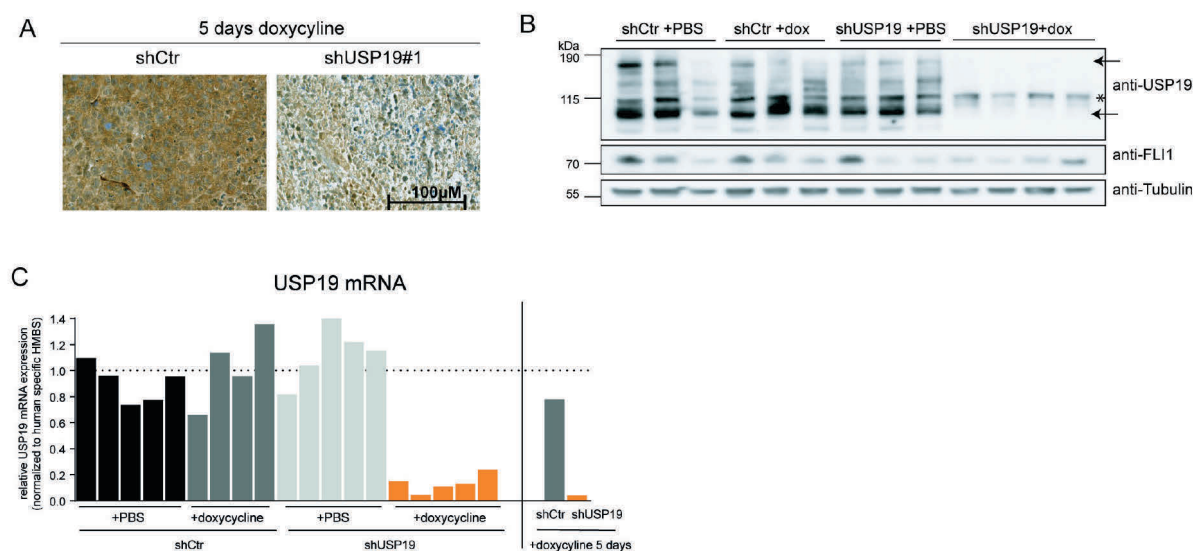 A
5 days doxycyline
shCtr
shUSP19#1
100µM
B
shCtr +PBS
shCtr +dox
shUSP19 +PBS
shUSP19+dox
kDa
190
115
*
anti-USP19
70
anti-FLI1
55
anti-Tubulin
C
USP19 mRNA
relative USP19 mRNA expression
(normalized to human specific HMBS)
1.4
1.2
1.0
0.8
0.6
0.4
0.2
0.0
+PBS
+doxycycline
+PBS
+doxycycline
shCtr
shUSP19
shCtr shUSP19
+doxycyline 5 days